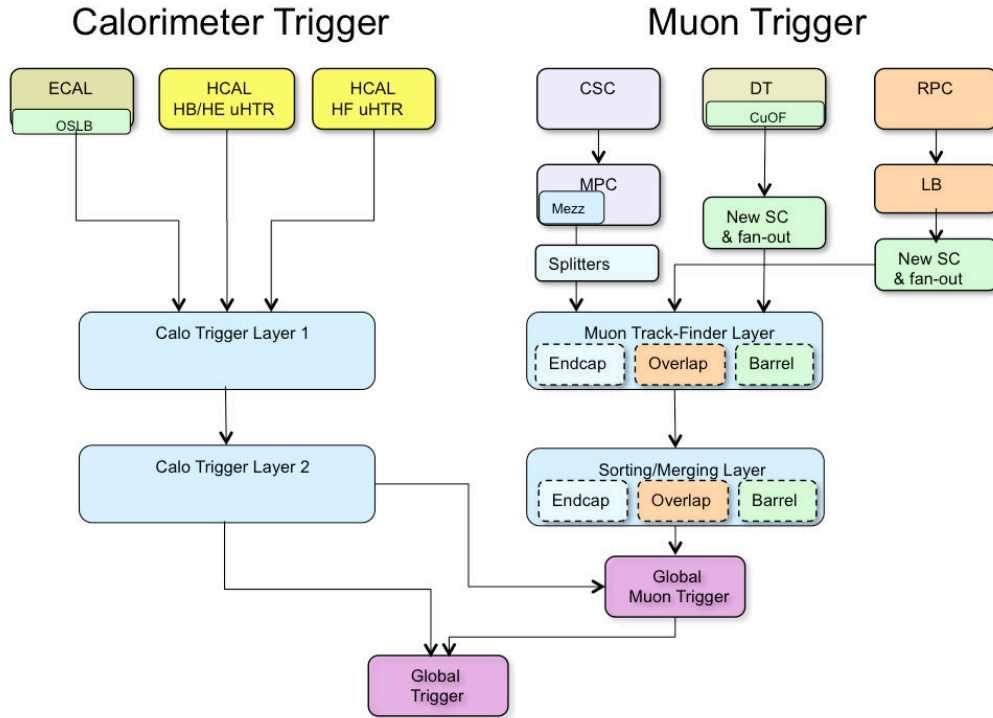 Calorimeter Trigger
Muon Trigger
ECAL
OSLB
HCAL
HB/HE uHTR
HCAL
HF uHTR
CSC
DT
CuOF
RPC
MPC
Mezz
LB
New SC
& fan-out
Splitters
New SC
& fan-out
Calo Trigger Layer 1
Muon Track-Finder Layer
Endcap
Overlap
Barrel
Calo Trigger Layer 2
Sorting/Merging Layer
Endcap
Overlap
Barrel
Global
Muon Trigger
Global
Trigger